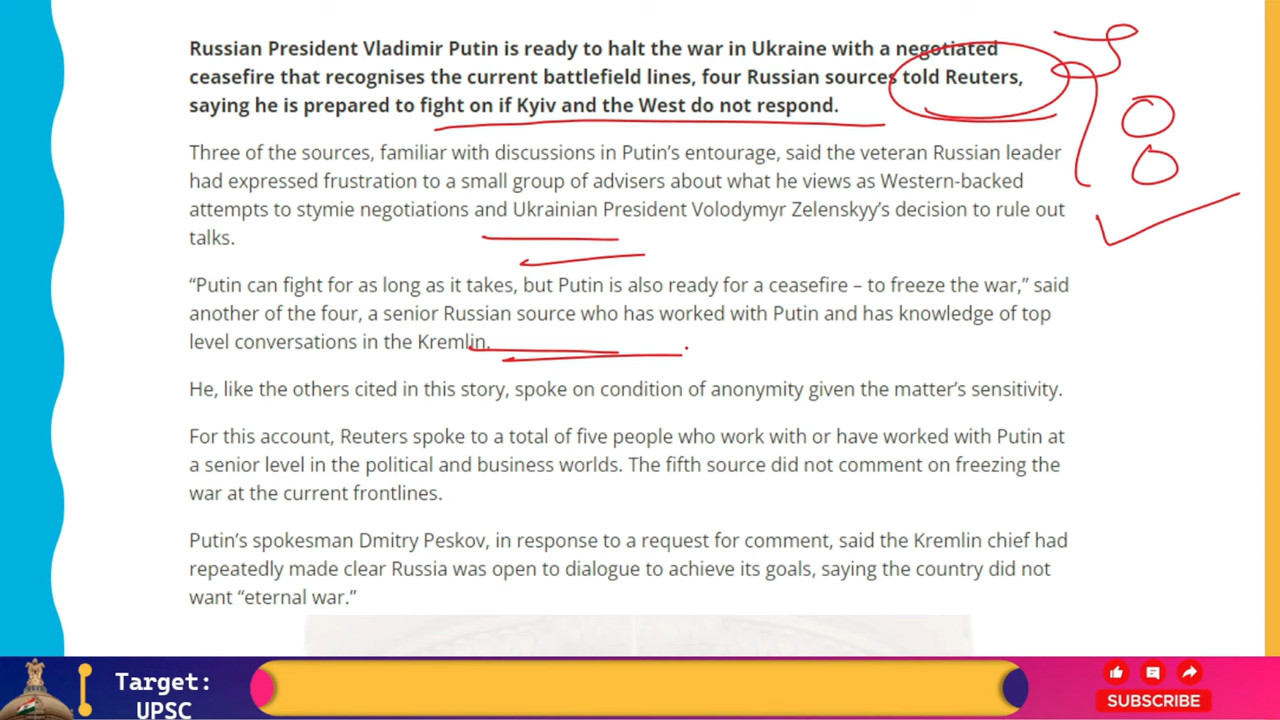 Russian President Vladimir Putin is ready to halt the war in Ukraine with a negotiated
ceasefire that recognises the current battlefield lines, four Russian sources told Reuters,
saying he is prepared to fight on if Kyiv and the West do not respond.
Three of the sources, familiar with discussions in Putin’s entourage, said the veteran Russian leader
had expressed frustration to a small group of advisers about what he views as Western-backed
attempts to stymie negotiations and Ukrainian President Volodymyr Zelenskyy’s decision to rule out
talks.
“Putin can fight for as long as it takes, but Putin is also ready for a ceasefire – to freeze the war,” said
another of the four, a senior Russian source who has worked with Putin and has knowledge of top
level conversations in the Kremlin.
He, like the others cited in this story, spoke on condition of anonymity given the matter’s sensitivity.
For this account, Reuters spoke to a total of five people who work with or have worked with Putin at
a senior level in the political and business worlds. The fifth source did not comment on freezing the
war at the current frontlines.
Putin’s spokesman Dmitry Peskov, in response to a request for comment, said the Kremlin chief had
repeatedly made clear Russia was open to dialogue to achieve its goals, saying the country did not
want “eternal war.”
Target:
UPSC
SUBSCRIBE